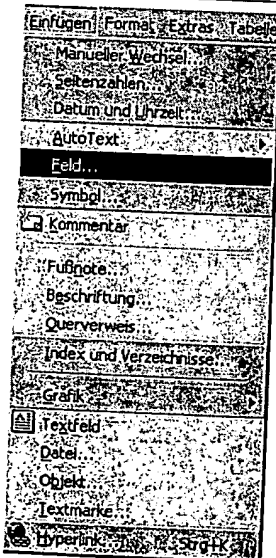 Einfügen Format Extras Tabelle
Manueller Wechsel...
Seitenzahlen...
Datum und Uhrzeit...
AutoText
Feld...
Symbol...
Kommentar
Fußnote...
Beschriftung...
Querverweis...
Index und Verzeichnisse...
Grafik
Textfeld
Datei...
Objekt...
Textmarke...
Hyperlink... Strg+K